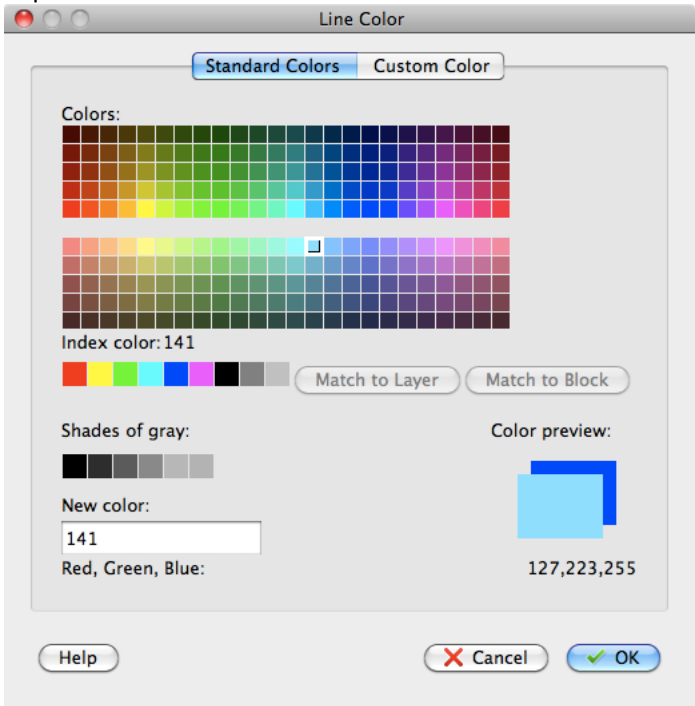 Line Color
Standard Colors Custom Color
Colors:
Index color: 141
Match to Layer Match to Block
Shades of gray:
Color preview:
New color:
141
Red, Green, Blue: 127,223,255
Help Cancel OK